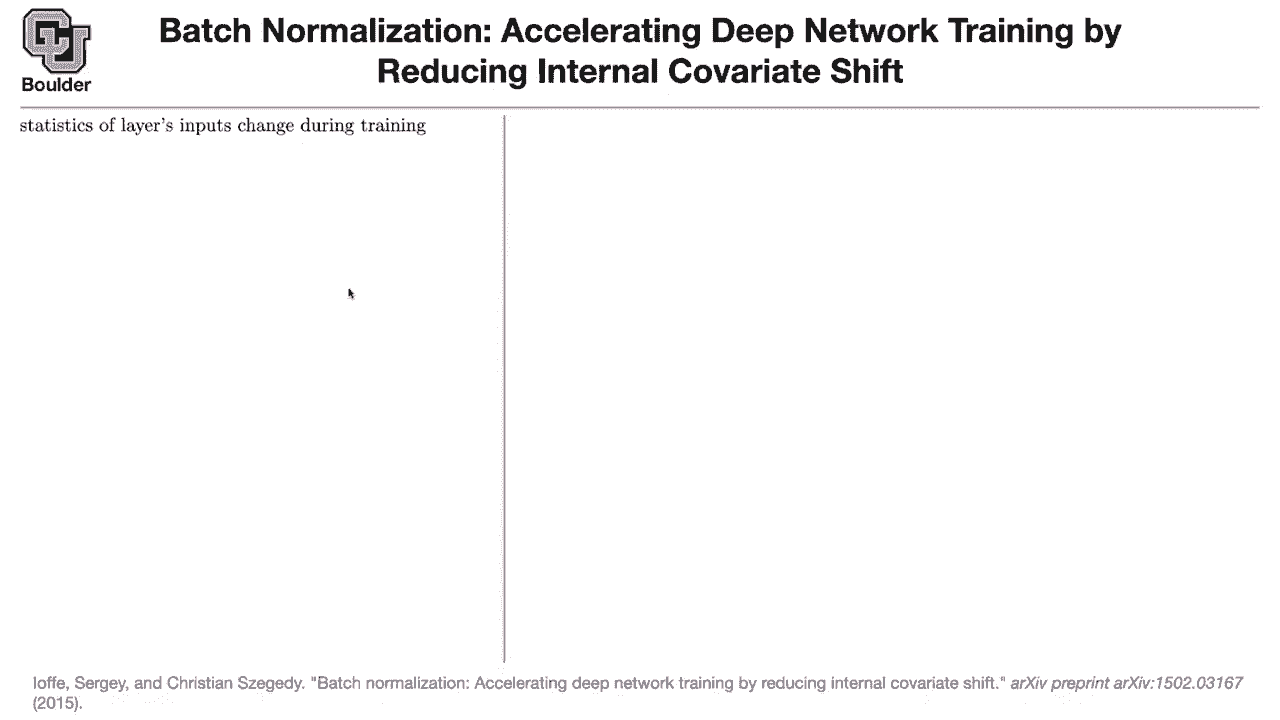 Batch Normalization: Accelerating Deep Network Training by
Reducing Internal Covariate Shift
Boulder
statistics of layer's inputs change during training
Ioffe, Sergey, and Christian Szegedy. "Batch normalization: Accelerating deep network training by reducing internal covariate shift." arXiv preprint arXiv:1502.03167
(2015).